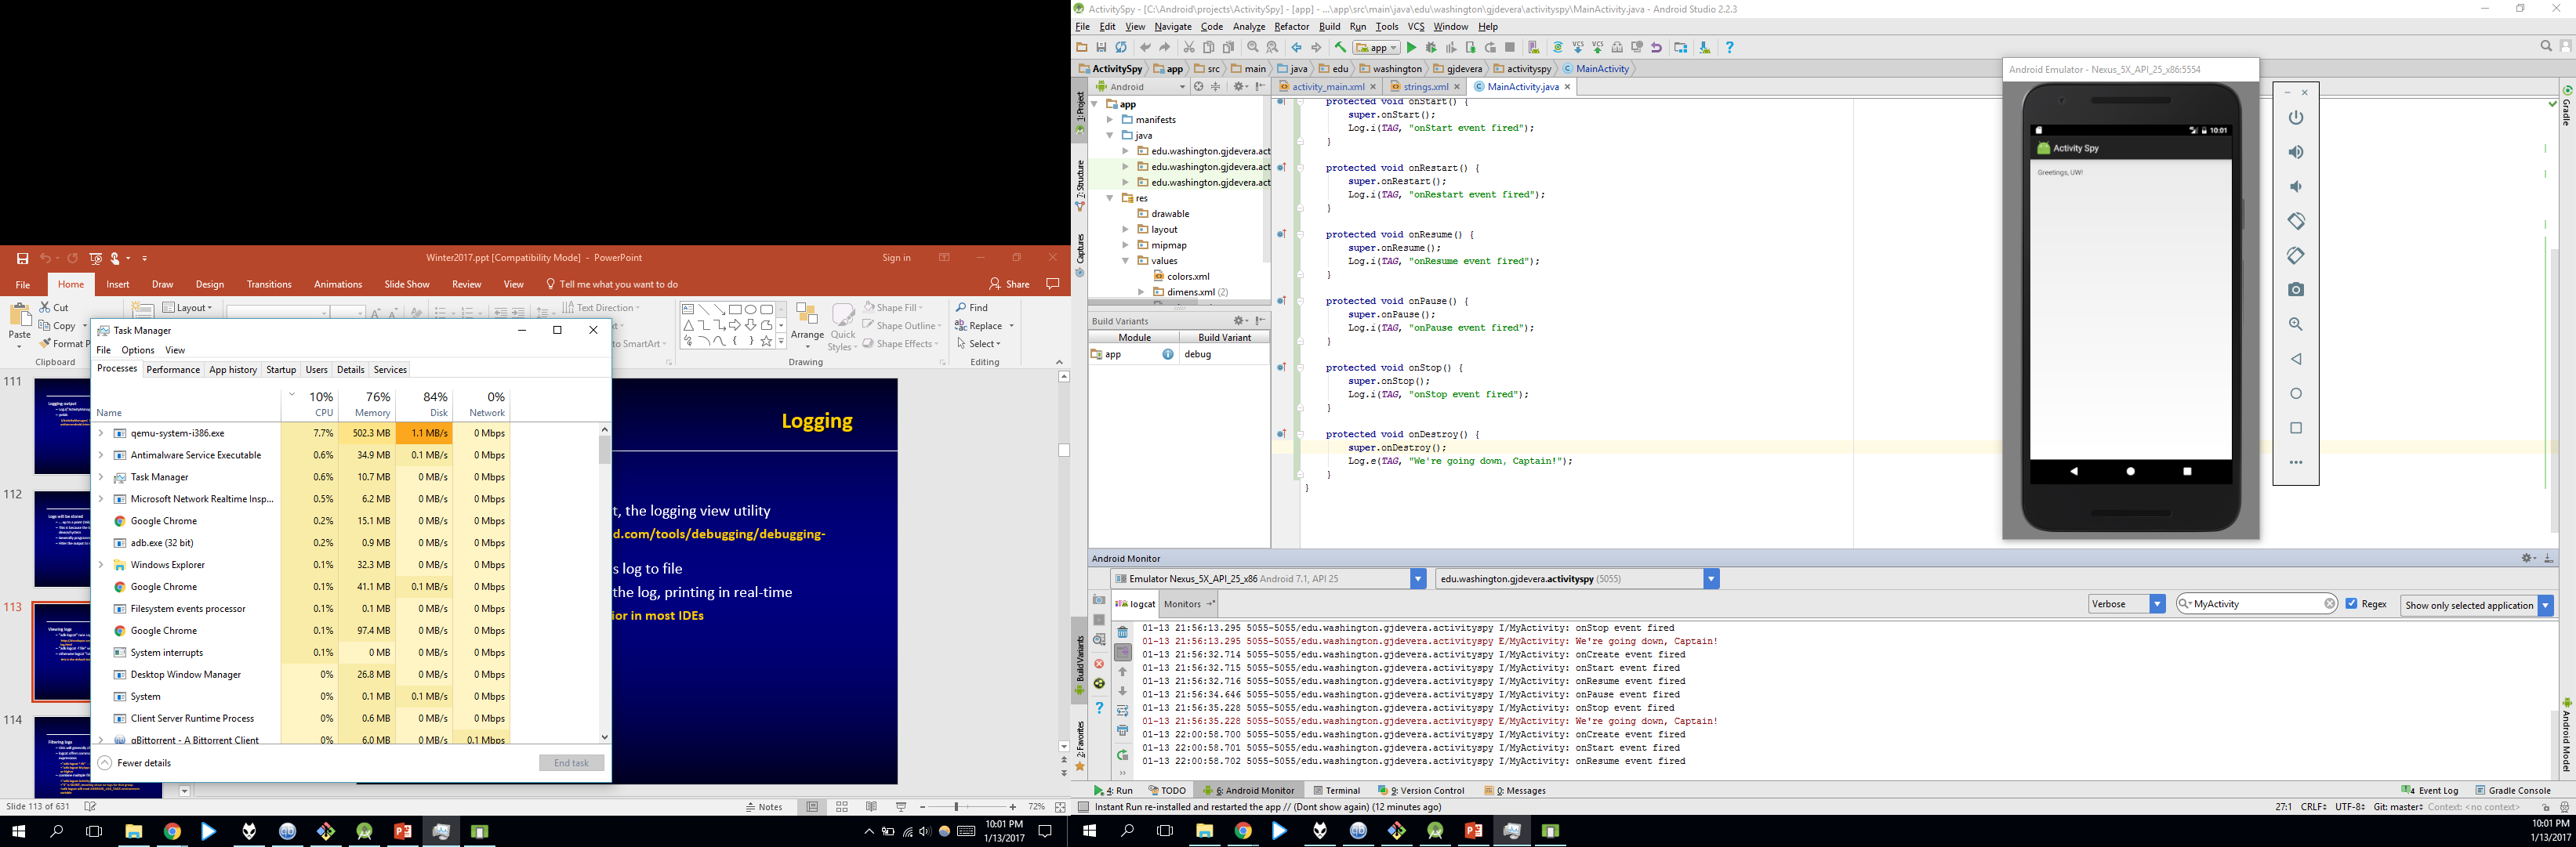 Winter2017.ppt [Compatibility Mode] - PowerPoint
Sign in
File Home Insert Draw Design Transitions Animations Slide Show Review View Tell me what you want to do Share
Cut
Copy
Format P
Paste
Clipboard
Layout
Text Direction
to SmartArt
Arrange
Quick
Styles
Shape Fill
Shape Outline
Shape Effects
Drawing
Find
Replace
Select
Editing
Task Manager
File Options View
Processes Performance App history Startup Users Details Services
10% 76% 84% 0%
Name CPU Memory Disk Network
qemu-system-i386.exe 7.7% 502.3 MB 1.1 MB/s 0 Mbps
Antimalware Service Executable 0.6% 34.9 MB 0.1 MB/s 0 Mbps
Task Manager 0.6% 10.7 MB 0 MB/s 0 Mbps
Microsoft Network Realtime Insp... 0.5% 6.2 MB 0 MB/s 0 Mbps
Google Chrome 0.2% 15.1 MB 0 MB/s 0 Mbps
adb.exe (32 bit) 0.2% 0.9 MB 0 MB/s 0 Mbps
Windows Explorer 0.1% 32.3 MB 0 MB/s 0 Mbps
Google Chrome 0.1% 41.1 MB 0.1 MB/s 0 Mbps
Filesystem events processor 0.1% 0.1 MB 0 MB/s 0 Mbps
Google Chrome 0.1% 97.4 MB 0 MB/s 0 Mbps
System interrupts 0.1% 0 MB 0 MB/s 0 Mbps
Desktop Window Manager 0% 26.8 MB 0 MB/s 0 Mbps
System 0% 0.1 MB 0.1 MB/s 0 Mbps
Client Server Runtime Process 0% 0.6 MB 0 MB/s 0 Mbps
qBittorrent - A Bittorrent Client 0% 6.0 MB 0 MB/s 0.1 Mbps
Fewer details
End task
111
112
113
114
Logging output
Logs will be stored
Viewing logs
Filtering logs
Logging
t, the logging view utility
d.com/tools/debugging/debugging-
s log to file
the log, printing in real-time
ior in most IDEs
Slide 113 of 631
Notes
72%
10:01 PM
1/13/2017
ActivitySpy - [C:\Android\projects\ActivitySpy] - [app] - ...\app\src\main\java\edu\washington\gjdevera\activityspy\MainActivity.java - Android Studio 2.2.3
File Edit View Navigate Code Analyze Refactor Build Run Tools VCS Window Help
app
ActivitySpy app src main java edu washington gjdevera activityspy MainActivity
Android
activity_main.xml strings.xml MainActivity.java
1: Project
7: Structure
Captures
Build Variants
2: Favorites
app
manifests
java
edu.washington.gjdevera.act
edu.washington.gjdevera.act
edu.washington.gjdevera.act
res
drawable
layout
mipmap
values
colors.xml
dimens.xml (2)
Build Variants
Module Build Variant
app debug
protected void onStart() {
super.onStart();
Log.i(TAG, "onStart event fired");
}
protected void onRestart() {
super.onRestart();
Log.i(TAG, "onRestart event fired");
}
protected void onResume() {
super.onResume();
Log.i(TAG, "onResume event fired");
}
protected void onPause() {
super.onPause();
Log.i(TAG, "onPause event fired");
}
protected void onStop() {
super.onStop();
Log.i(TAG, "onStop event fired");
}
protected void onDestroy() {
super.onDestroy();
Log.e(TAG, "We're going down, Captain!");
}
}
Android Emulator - Nexus_5X_API_25_x86:5554
10:01
Activity Spy
Greetings, UW!
Gradle
Android Model
Android Monitor
Emulator Nexus_5X_API_25_x86 Android 7.1, API 25
edu.washington.gjdevera.activityspy (5055)
logcat Monitors
Verbose
MyActivity
Regex
Show only selected application
01-13 21:56:13.295 5055-5055/edu.washington.gjdevera.activityspy I/MyActivity: onStop event fired
01-13 21:56:13.295 5055-5055/edu.washington.gjdevera.activityspy E/MyActivity: We're going down, Captain!
01-13 21:56:32.714 5055-5055/edu.washington.gjdevera.activityspy I/MyActivity: onCreate event fired
01-13 21:56:32.715 5055-5055/edu.washington.gjdevera.activityspy I/MyActivity: onStart event fired
01-13 21:56:32.716 5055-5055/edu.washington.gjdevera.activityspy I/MyActivity: onResume event fired
01-13 21:56:34.646 5055-5055/edu.washington.gjdevera.activityspy I/MyActivity: onPause event fired
01-13 21:56:35.228 5055-5055/edu.washington.gjdevera.activityspy I/MyActivity: onStop event fired
01-13 21:56:35.228 5055-5055/edu.washington.gjdevera.activityspy E/MyActivity: We're going down, Captain!
01-13 22:00:58.700 5055-5055/edu.washington.gjdevera.activityspy I/MyActivity: onCreate event fired
01-13 22:00:58.701 5055-5055/edu.washington.gjdevera.activityspy I/MyActivity: onStart event fired
01-13 22:00:58.702 5055-5055/edu.washington.gjdevera.activityspy I/MyActivity: onResume event fired
4: Run TODO 6: Android Monitor Terminal 9: Version Control 0: Messages
4 Event Log Gradle Console
Instant Run re-installed and restarted the app // (Dont show again) (12 minutes ago)
27:1 CRLF UTF-8 Git: master Context: <no context>
10:01 PM
1/13/2017